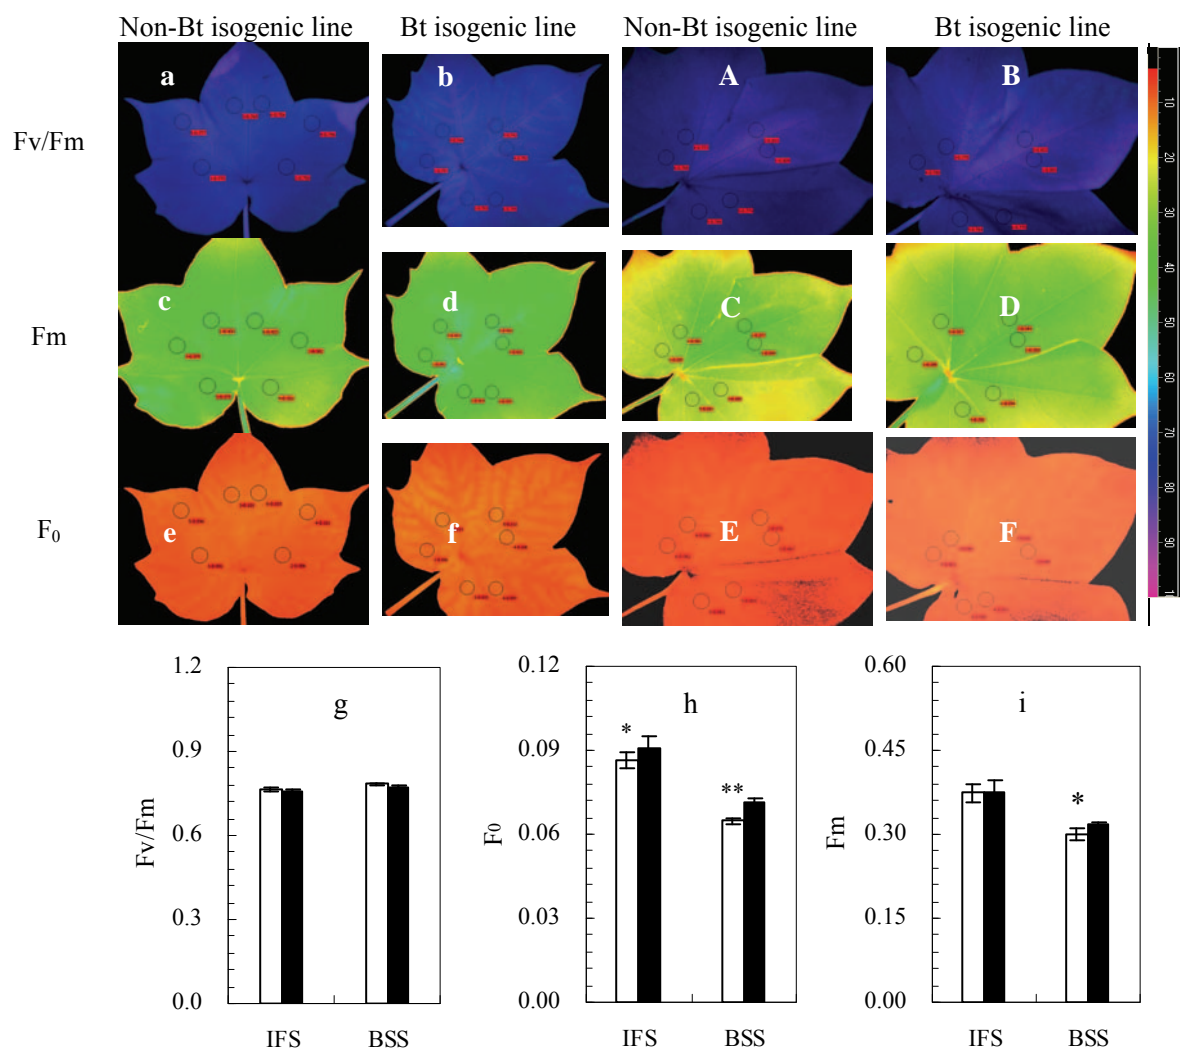 Non-Bt isogenic line Bt isogenic line Non-Bt isogenic line Bt isogenic line
Fv/Fm a b A B
Fm c d C D
F0 e f E F
10
20
30
40
50
60
70
80
90
1
1.2
0.9
0.6
0.3
0.0
Fv/Fm
g
IFS BSS
0.12
0.09
0.06
0.03
0.00
F0
h
*
**
IFS BSS
0.60
0.45
0.30
0.15
0.00
Fm
i
*
IFS BSS